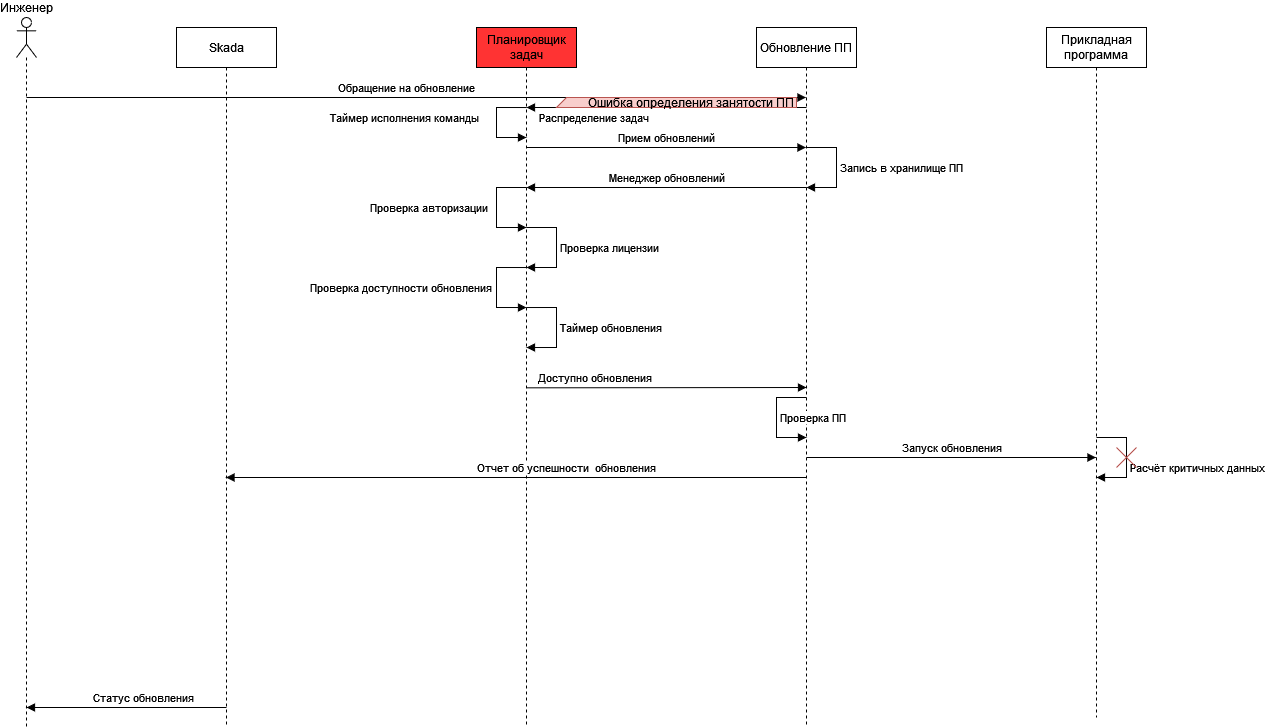 Инженер
Skada
Планировщик
задач
Обновление ПП
Прикладная
программа
Обращение на обновление
Ошибка определения занятости ПП
Таймер исполнения команды
Распределение задач
Прием обновлений
Запись в хранилище ПП
Менеджер обновлений
Проверка авторизации
Проверка лицензии
Проверка доступности обновления
Таймер обновления
Доступно обновления
Проверка ПП
Запуск обновления
Отчет об успешности  обновления
Расчёт критичных данных
Статус обновления